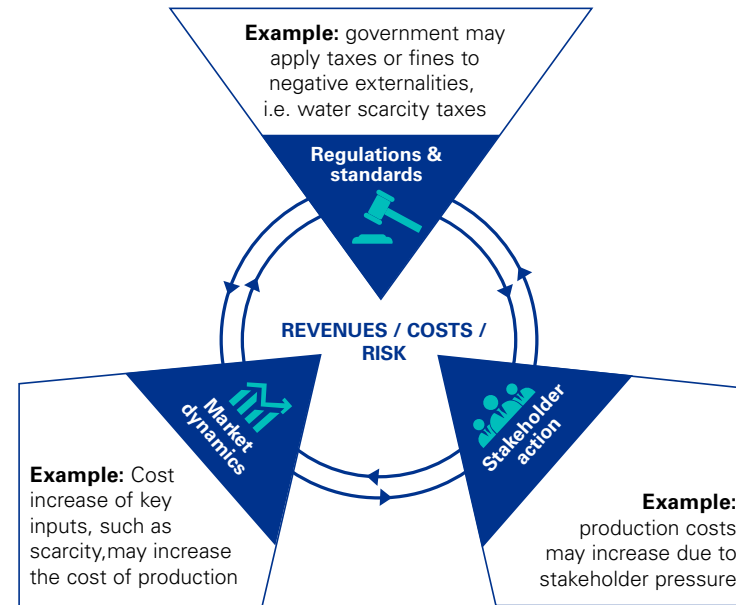 Example: government may
apply taxes or fines to
negative externalities,
i.e. water scarcity taxes
Regulations &
standards
REVENUES / COSTS /
RISK
Market
dynamics
Stakeholder
action
Example: Cost
increase of key
inputs, such as
scarcity,may increase
the cost of production
Example:
production costs
may increase due to
stakeholder pressure